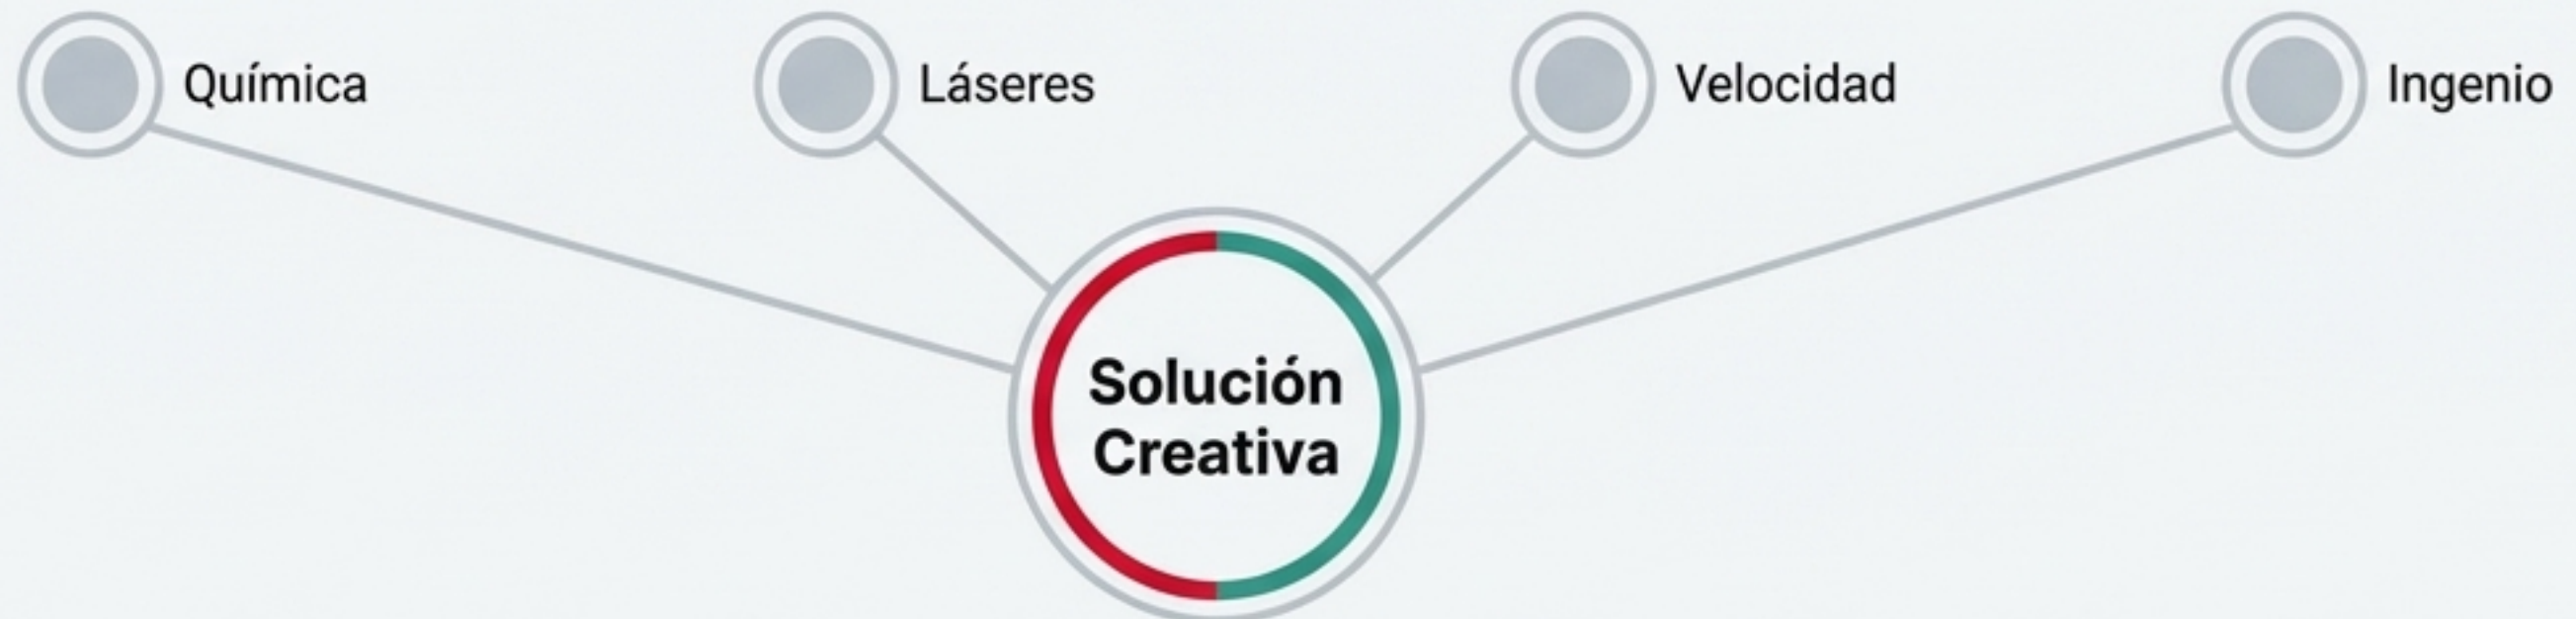 Química
Láseres
Velocidad
Ingenio
Solución
Creativa